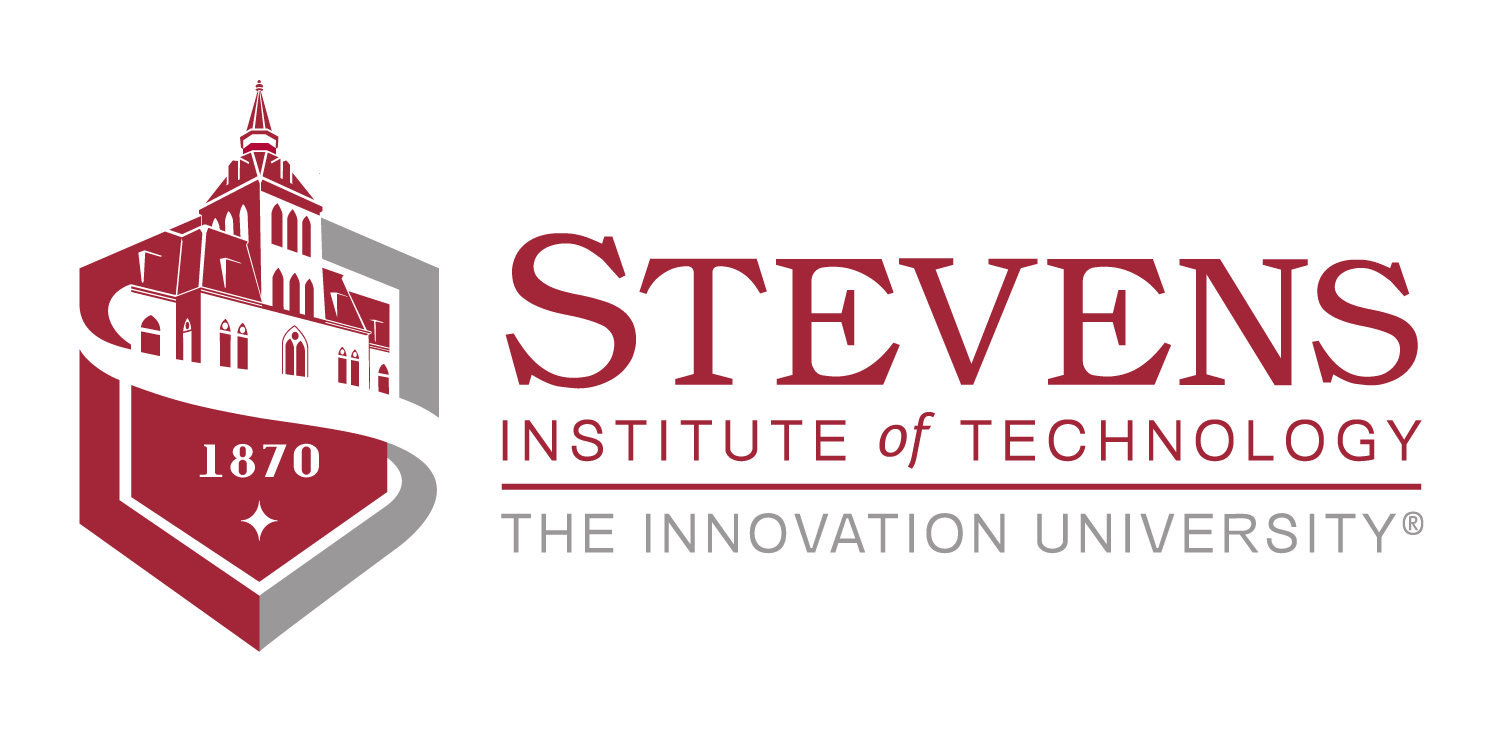 1870
STEVENS
INSTITUTE of TECHNOLOGY
THE INNOVATION UNIVERSITY®